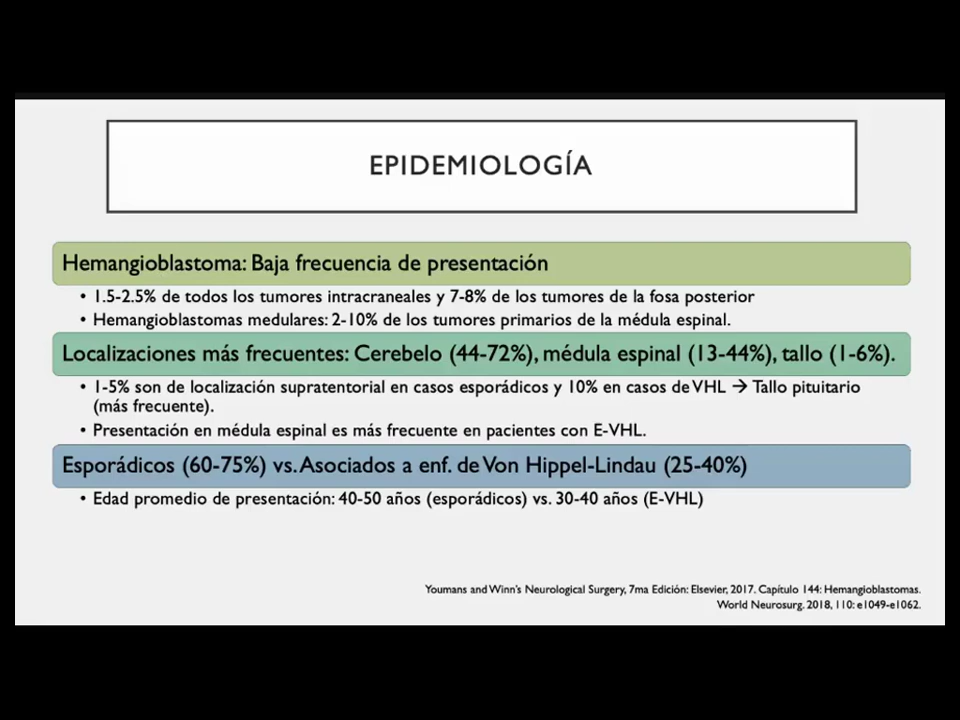 EPIDEMIOLOGÍA
Hemangioblastoma: Baja frecuencia de presentación
• 1.5-2.5% de todos los tumores intracraneales y 7-8% de los tumores de la fosa posterior
• Hemangioblastomas medulares: 2-10% de los tumores primarios de la médula espinal.
Localizaciones más frecuentes: Cerebelo (44-72%), médula espinal (13-44%), tallo (1-6%).
• 1-5% son de localización supratentorial en casos esporádicos y 10% en casos de VHL → Tallo pituitario
(más frecuente).
• Presentación en médula espinal es más frecuente en pacientes con E-VHL.
Esporádicos (60-75%) vs. Asociados a enf. de Von Hippel-Lindau (25-40%)
• Edad promedio de presentación: 40-50 años (esporádicos) vs. 30-40 años (E-VHL)
Youmans and Winn's Neurological Surgery, 7ma Edición: Elsevier, 2017. Capítulo 144: Hemangioblastomas.
World Neurosurg. 2018, 110: e1049-e1062.